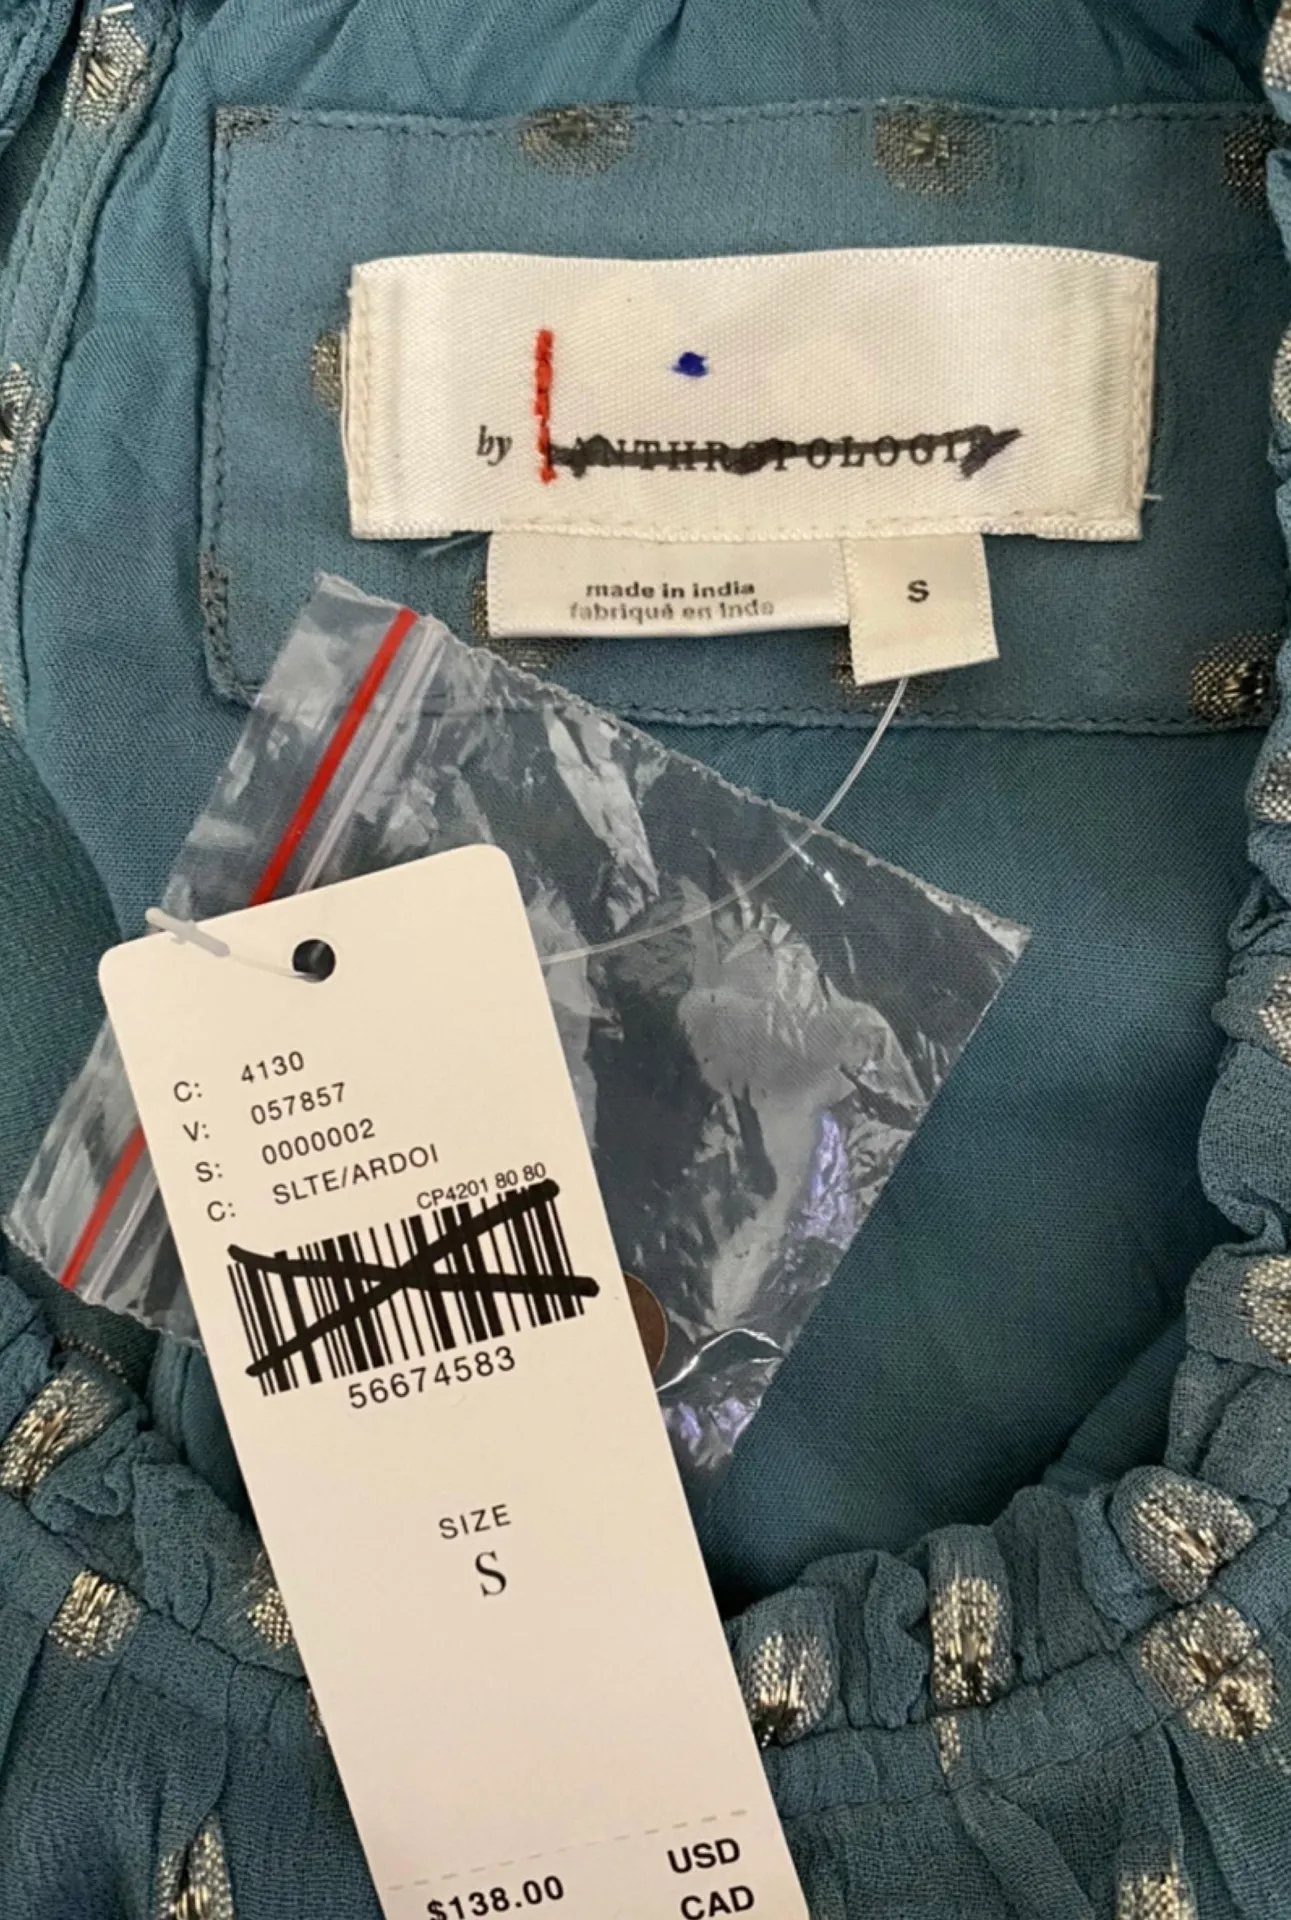 by ANTHROPOLOGIE
made in india
fabriqué en Inde
S
C: 4130
V: 057857
S: 0000002
C: SLTE/ARDOI
CP4201 80 80
56674583
SIZE
S
USD
$138.00 CAD